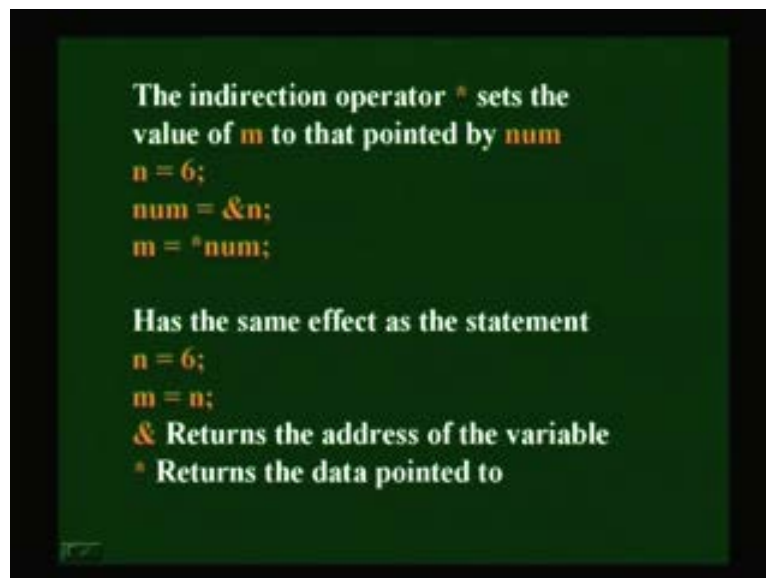 The indirection operator * sets the
value of m to that pointed by num
n = 6;
num = &n;
m = *num;
Has the same effect as the statement
n = 6;
m = n;
& Returns the address of the variable
* Returns the data pointed to